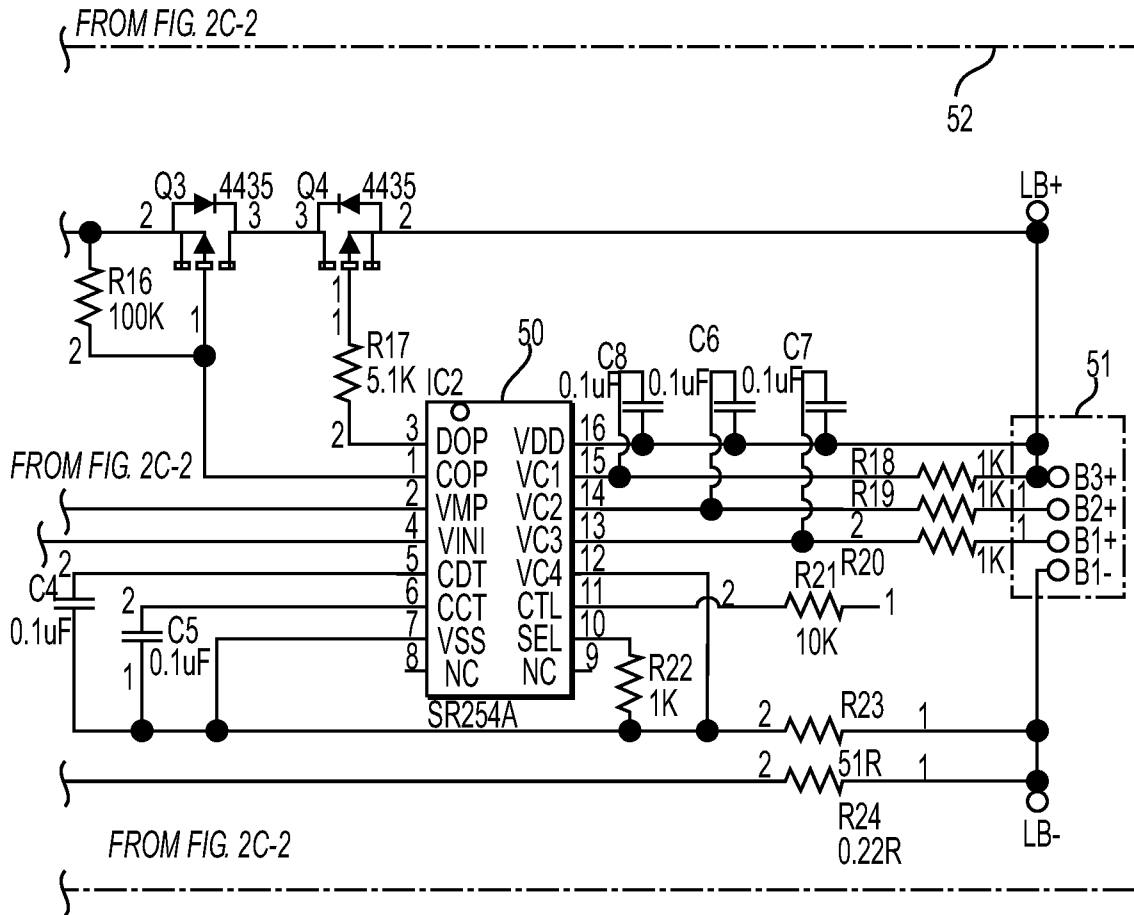 FROM FIG. 2C-2
52
Q3 4435 Q4 4435
LB+
2 3 3 2
R16
100K
1
1
1
2
R17
5.1K
2
50
C8 C6 C7
0.1uF 0.1uF 0.1uF
51
IC2
3 DOP VDD 16
1 COP VC1 15
2 VMP VC2 14
4 VINI VC3 13
5 CDT VC4 12
6 CCT CTL 11
7 VSS SEL 10
8 NC NC 9
SR254A
FROM FIG. 2C-2
R18 1K B3+
R19 1K 1 B2+
2 1 B1+
R20 1K
B1-
C4 2
0.1uF
2 C5
0.1uF
1
2 R21 1
10K
R22
1K
2 R23 1
51R
2 1
R24
0.22R
LB-
FROM FIG. 2C-2